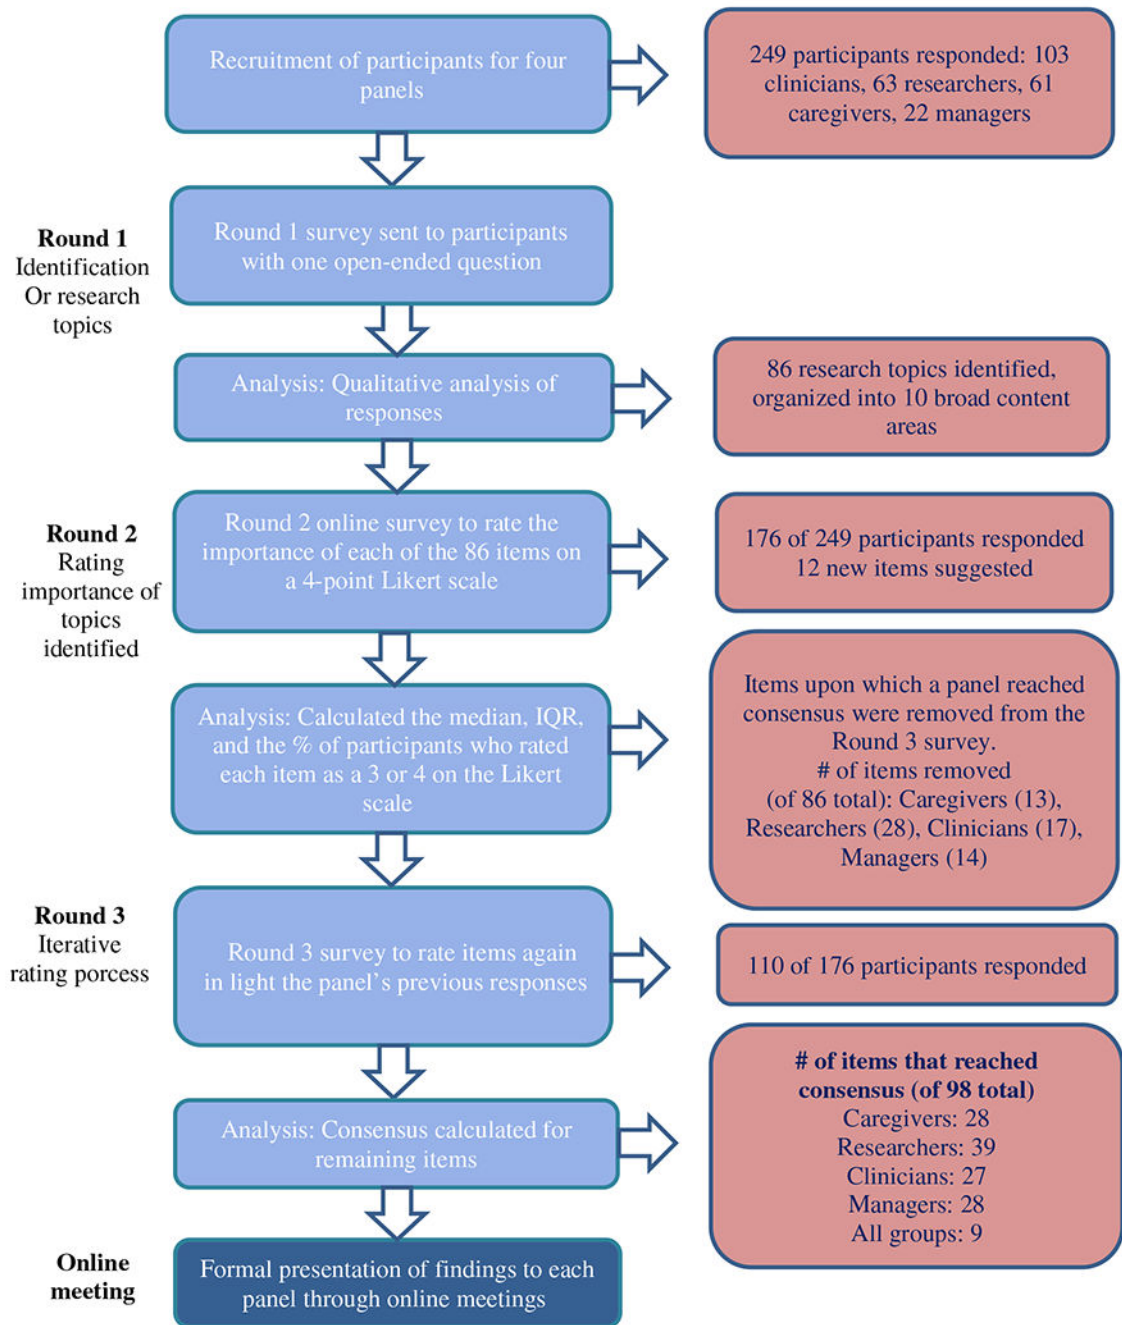 Recruitment of participants for four
panels
249 participants responded: 103
clinicians, 63 researchers, 61
caregivers, 22 managers
Round 1
Identification
Or research
topics
Round 1 survey sent to participants
with one open-ended question
Analysis: Qualitative analysis of
responses
86 research topics identified,
organized into 10 broad content
areas
Round 2
Rating
importance of
topics
identified
Round 2 online survey to rate the
importance of each of the 86 items on
a 4-point Likert scale
176 of 249 participants responded
12 new items suggested
Analysis: Calculated the median, IQR,
and the % of participants who rated
each item as a 3 or 4 on the Likert
scale
Items upon which a panel reached
consensus were removed from the
Round 3 survey.
# of items removed
(of 86 total): Caregivers (13),
Researchers (28), Clinicians (17),
Managers (14)
Round 3
Iterative
rating porcess
Round 3 survey to rate items again
in light the panel's previous responses
110 of 176 participants responded
Analysis: Consensus calculated for
remaining items
# of items that reached
consensus (of 98 total)
Caregivers: 28
Researchers: 39
Clinicians: 27
Managers: 28
All groups: 9
Online
meeting
Formal presentation of findings to each
panel through online meetings